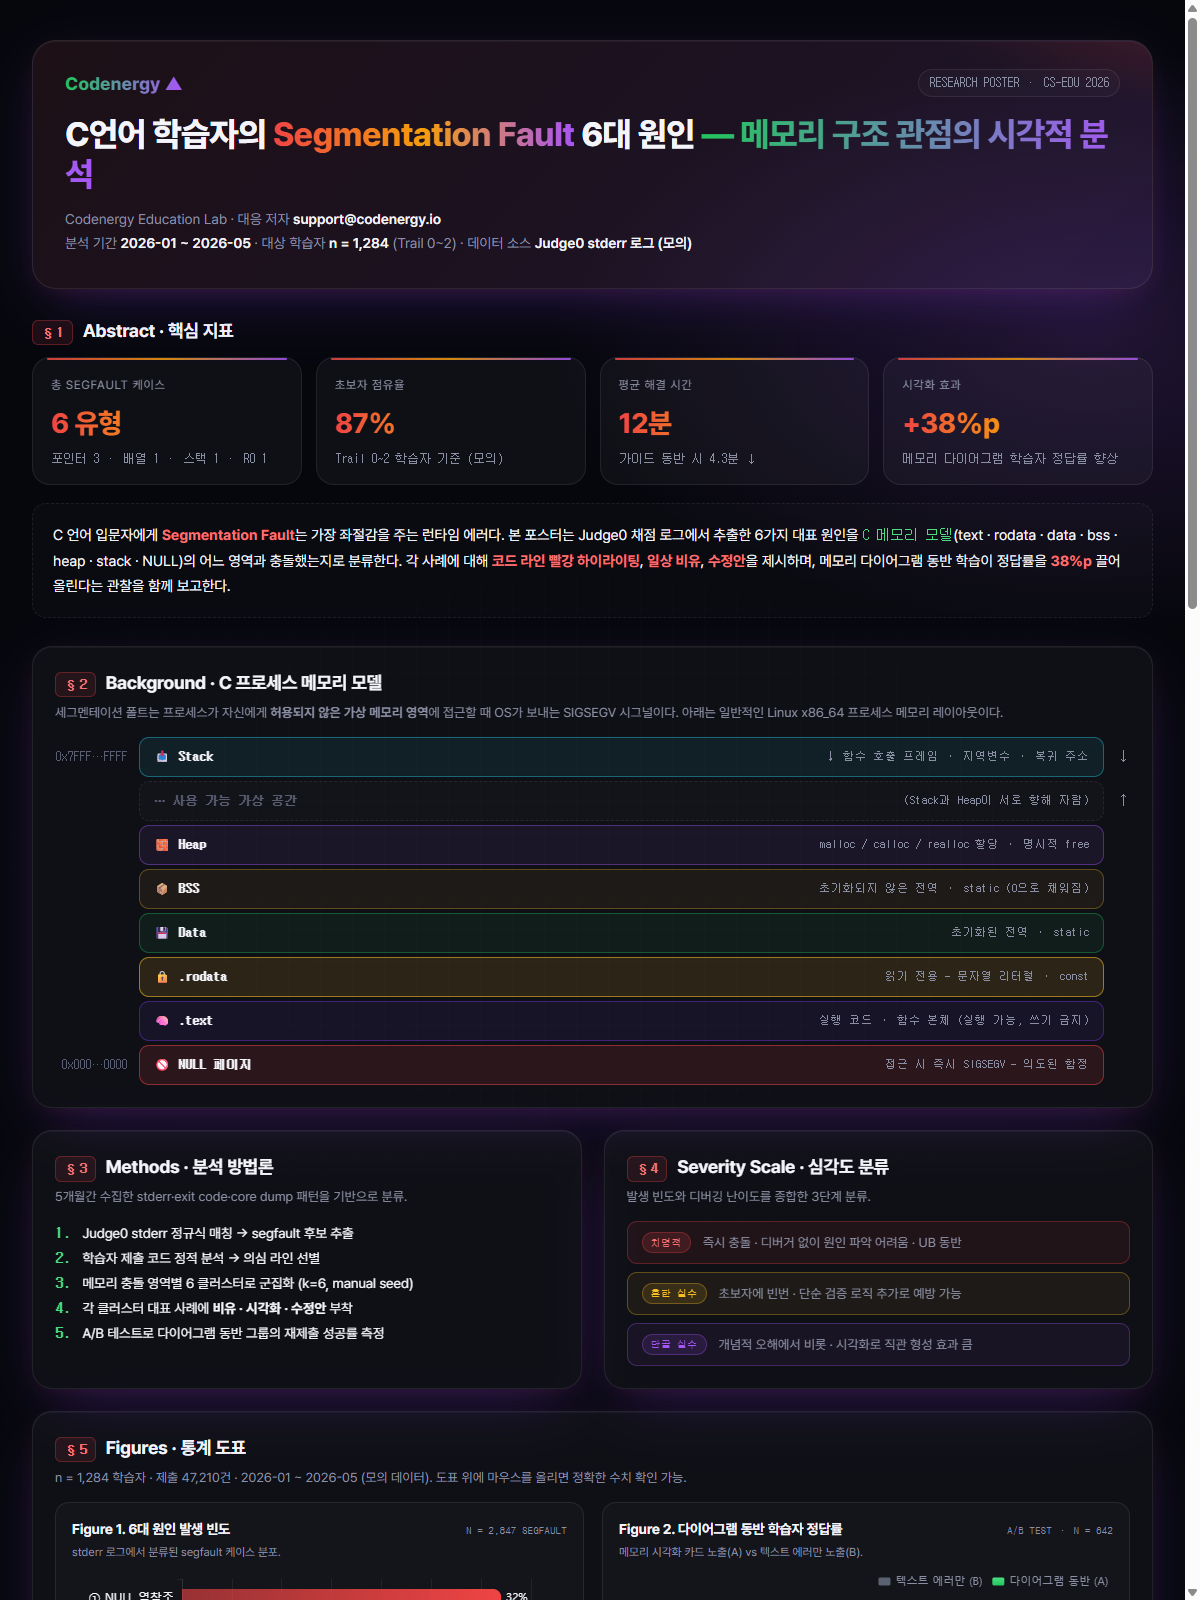 Codenergy ▲
RESEARCH POSTER · CS-EDU 2026
C언어 학습자의 Segmentation Fault 6대 원인 — 메모리 구조 관점의 시각적 분
석
Codenergy Education Lab · 대응 저자 support@codenergy.io
분석 기간 2026-01 ~ 2026-05 · 대상 학습자 n = 1,284 (Trail 0~2) · 데이터 소스 Judge0 stderr 로그 (모의)
§ 1 Abstract · 핵심 지표
총 SEGFAULT 케이스
6 유형
포인터 3 · 배열 1 · 스택 1 · RO 1
초보자 점유율
87%
Trail 0~2 학습자 기준 (모의)
평균 해결 시간
12분
가이드 동반 시 4.3분 ↓
시각화 효과
+38%p
메모리 다이어그램 학습자 정답률 향상
C 언어 입문자에게 Segmentation Fault는 가장 좌절감을 주는 런타임 에러다. 본 포스터는 Judge0 채점 로그에서 추출한 6가지 대표 원인을 C 메모리 모델(text · rodata · data · bss ·
heap · stack · NULL)의 어느 영역과 충돌했는지로 분류한다. 각 사례에 대해 코드 라인 빨강 하이라이팅, 일상 비유, 수정안을 제시하며, 메모리 다이어그램 동반 학습이 정답률을 38%p 끌어
올린다는 관찰을 함께 보고한다.
§ 2 Background · C 프로세스 메모리 모델
세그멘테이션 폴트는 프로세스가 자신에게 허용되지 않은 가상 메모리 영역에 접근할 때 OS가 보내는 SIGSEGV 시그널이다. 아래는 일반적인 Linux x86_64 프로세스 메모리 레이아웃이다.
0x7FFF…FFFF Stack ↓ 함수 호출 프레임 · 지역변수 · 복귀 주소 ↓
… 사용 가능 가상 공간 (Stack과 Heap이 서로 향해 자람) ↑
Heap malloc / calloc / realloc 할당 · 명시적 free
BSS 초기화되지 않은 전역 · static (0으로 채워짐)
Data 초기화된 전역 · static
.rodata 읽기 전용 — 문자열 리터럴 · const
.text 실행 코드 · 함수 본체 (실행 가능, 쓰기 금지)
0x000…0000 NULL 페이지 접근 시 즉시 SIGSEGV — 의도된 함정
§ 3 Methods · 분석 방법론
5개월간 수집한 stderr·exit code·core dump 패턴을 기반으로 분류.
1. Judge0 stderr 정규식 매칭 → segfault 후보 추출
2. 학습자 제출 코드 정적 분석 → 의심 라인 선별
3. 메모리 충돌 영역별 6 클러스터로 군집화 (k=6, manual seed)
4. 각 클러스터 대표 사례에 비유 · 시각화 · 수정안 부착
5. A/B 테스트로 다이어그램 동반 그룹의 재제출 성공률 측정
§ 4 Severity Scale · 심각도 분류
발생 빈도와 디버깅 난이도를 종합한 3단계 분류.
치명적 즉시 충돌 · 디버거 없이 원인 파악 어려움 · UB 동반
흔한 실수 초보자에 빈번 · 단순 검증 로직 추가로 예방 가능
단골 실수 개념적 오해에서 비롯 · 시각화로 직관 형성 효과 큼
§ 5 Figures · 통계 도표
n = 1,284 학습자 · 제출 47,210건 · 2026-01 ~ 2026-05 (모의 데이터). 도표 위에 마우스를 올리면 정확한 수치 확인 가능.
Figure 1. 6대 원인 발생 빈도
N = 2,847 SEGFAULT
stderr 로그에서 분류된 segfault 케이스 분포.
① NULL 역참조 32%
Figure 2. 다이어그램 동반 학습자 정답률
A/B TEST · N = 642
메모리 시각화 카드 노출(A) vs 텍스트 에러만 노출(B).
텍스트 에러만 (B) 다이어그램 동반 (A)